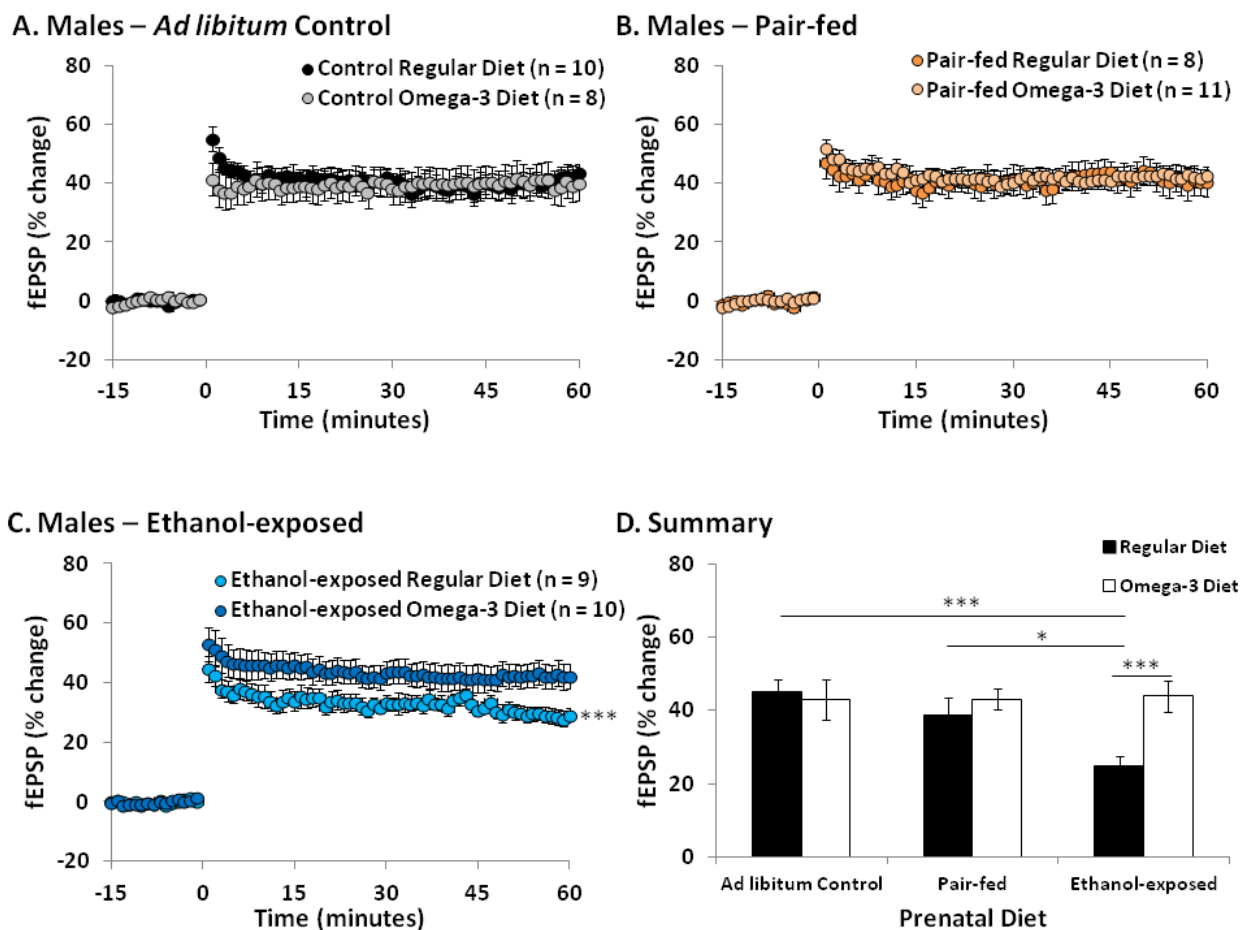 A. Males – Ad libitum Control
80
60
40
20
0
-20
fEPSP (% change)
Control Regular Diet (n = 10)
Control Omega-3 Diet (n = 8)
-15
0
15
30
45
60
Time (minutes)
B. Males – Pair-fed
80
60
40
20
0
-20
fEPSP (% change)
Pair-fed Regular Diet (n = 8)
Pair-fed Omega-3 Diet (n = 11)
-15
0
15
30
45
60
Time (minutes)
C. Males – Ethanol-exposed
80
60
40
20
0
-20
fEPSP (% change)
Ethanol-exposed Regular Diet (n = 9)
Ethanol-exposed Omega-3 Diet (n = 10)
***
-15
0
15
30
45
60
Time (minutes)
D. Summary
Regular Diet
Omega-3 Diet
80
60
40
20
0
fEPSP (% change)
***
*
***
Ad libitum Control
Pair-fed
Ethanol-exposed
Prenatal Diet